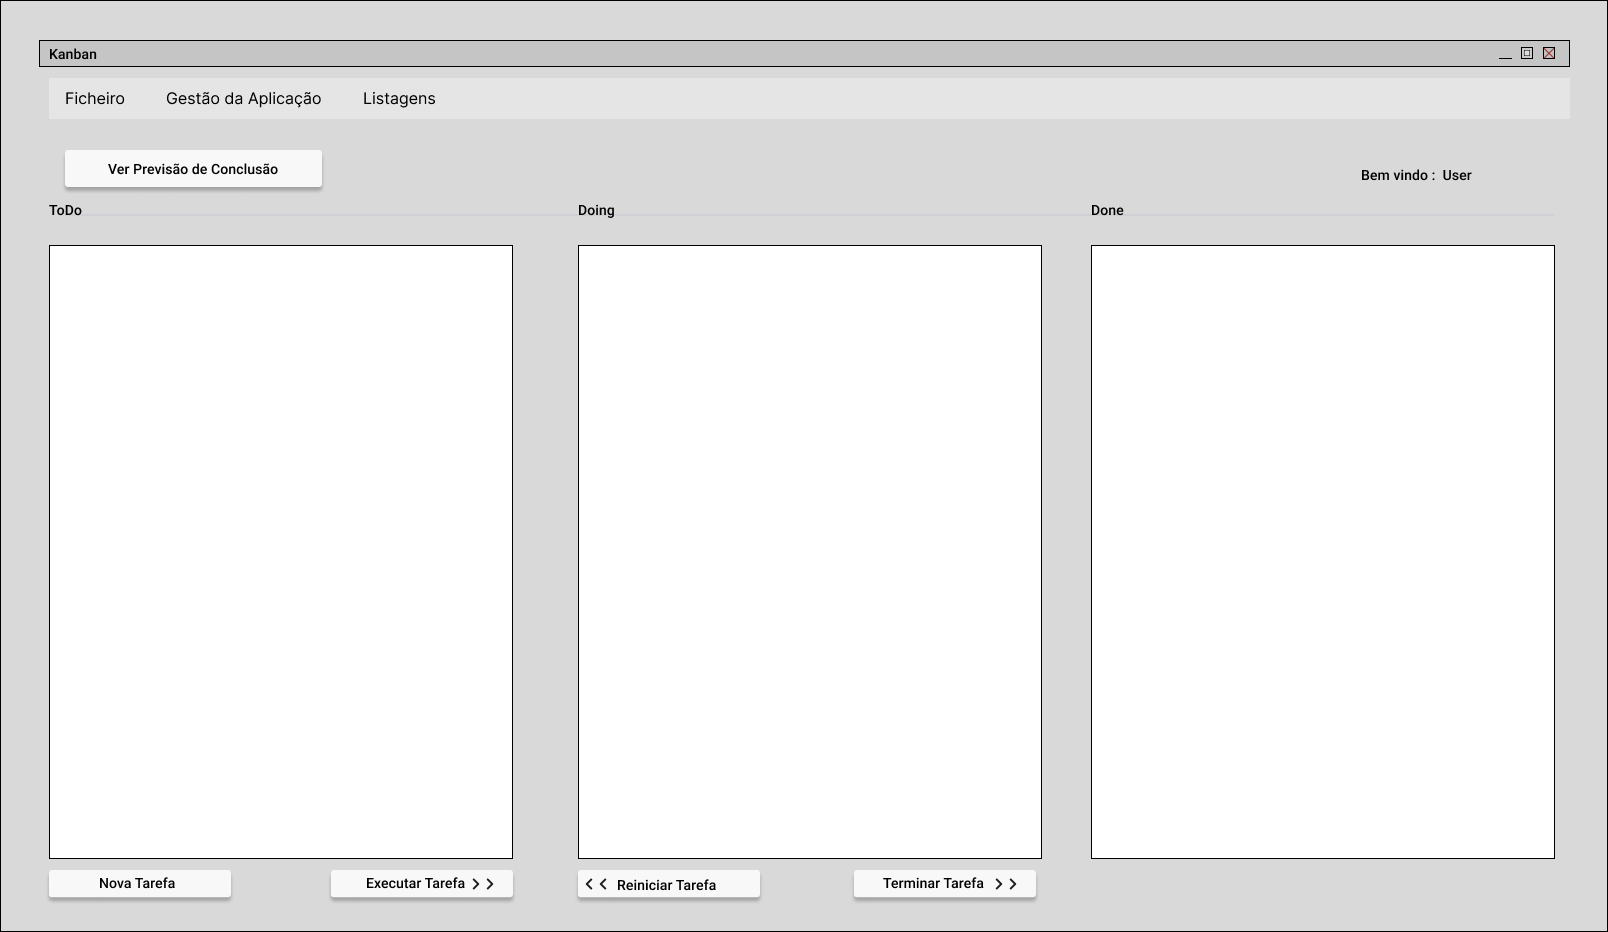 Kanban
Ficheiro Gestão da Aplicação Listagens
Ver Previsão de Conclusão
Bem vindo : User
ToDo Doing Done
Nova Tarefa Executar Tarefa > > < < Reiniciar Tarefa Terminar Tarefa > >